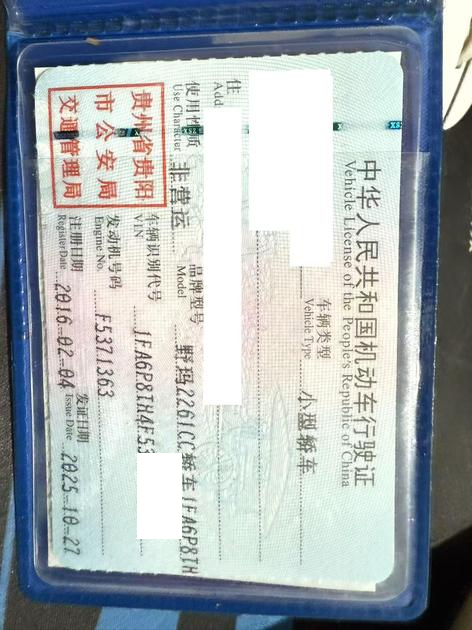 中华人民共和国机动车行驶证
Vehicle License of the People's Republic of China
车辆类型 小型轿车
Vehicle Type
住
Add
使用性质 非营运 品牌型号 野玛2261CC轿车1FA6P8TH
Use Character Model
贵州省贵阳
市公安局
交通管理局
车辆识别代号 1FA6P8TH4F53
VIN
发动机号码 F5371363
Engine No.
注册日期 2016-02-04 发证日期 2025-10-27
Register Date Issue Date